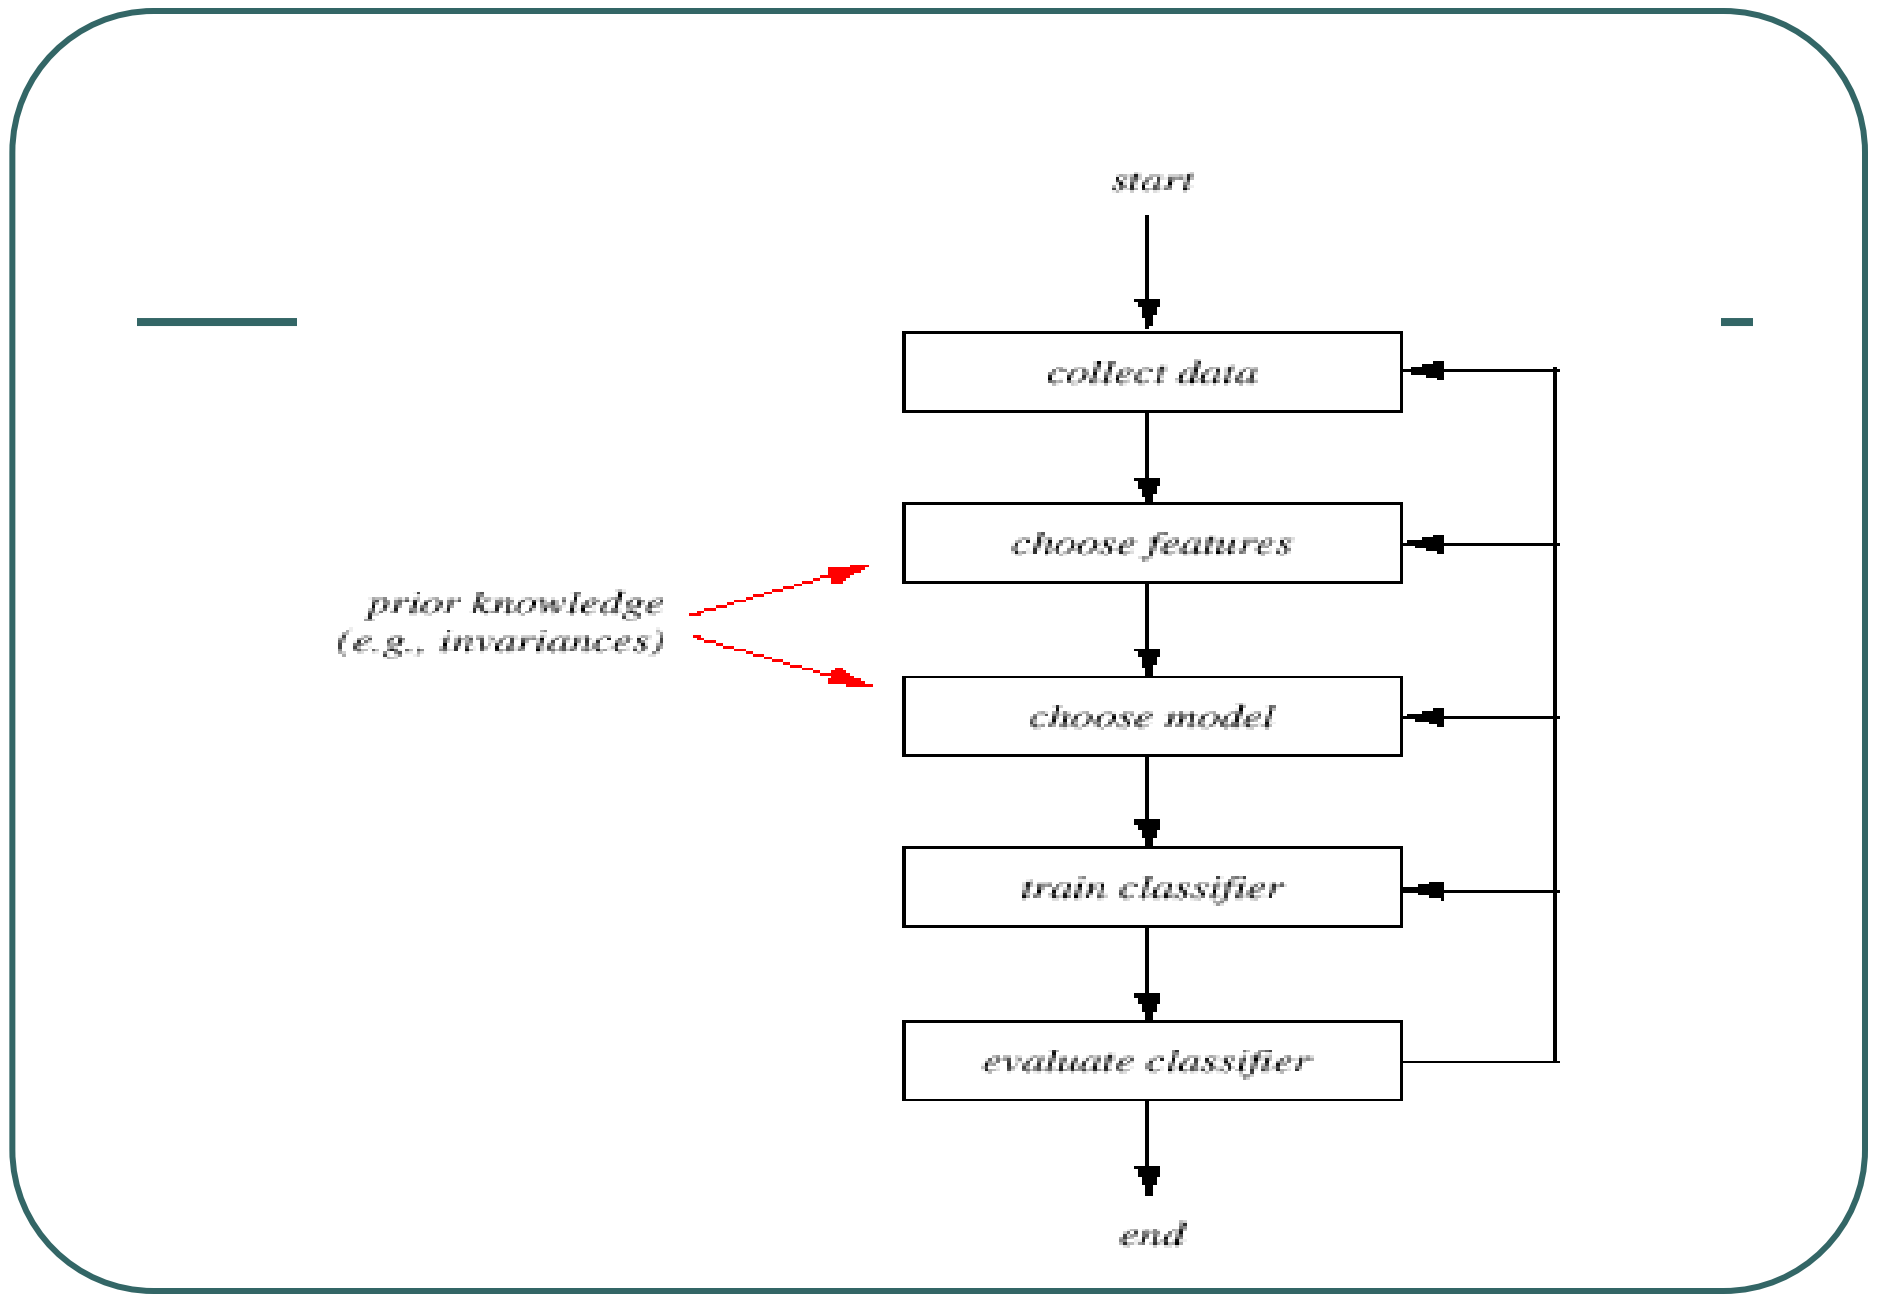 start
collect data
choose features
prior knowledge
(e.g., invariances)
choose model
train classifier
evaluate classifier
end